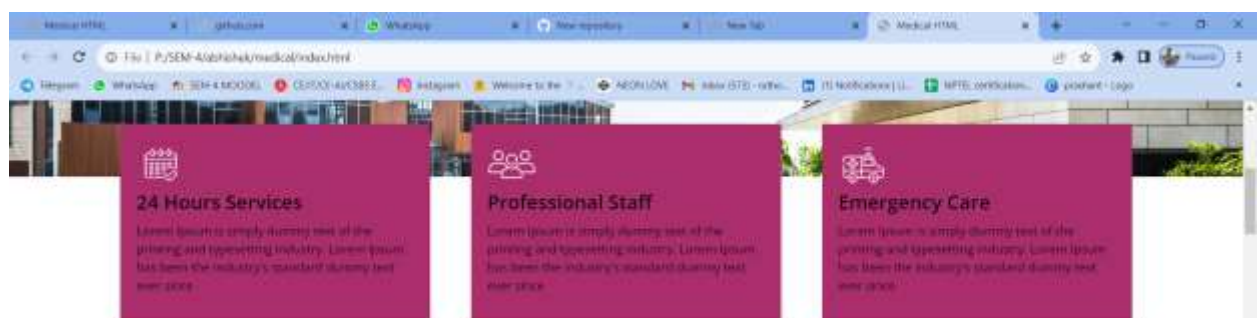 Medical HTML github.com WhatsApp New repository New Tab Medical HTML
File | P:/SEM-4/abhishek/medical/index.html Paused
Telegram WhatsApp SEM-4 MOODEL Instagram Welcome to the NEON LOVE Inbox
24 Hours Services
Lorem Ipsum is simply dummy text of the
printing and typesetting industry. Lorem Ipsum
has been the industry's standard dummy text
ever since
Professional Staff
Lorem Ipsum is simply dummy text of the
printing and typesetting industry. Lorem Ipsum
has been the industry's standard dummy text
ever since
Emergency Care
Lorem Ipsum is simply dummy text of the
printing and typesetting industry. Lorem Ipsum
has been the industry's standard dummy text
ever since